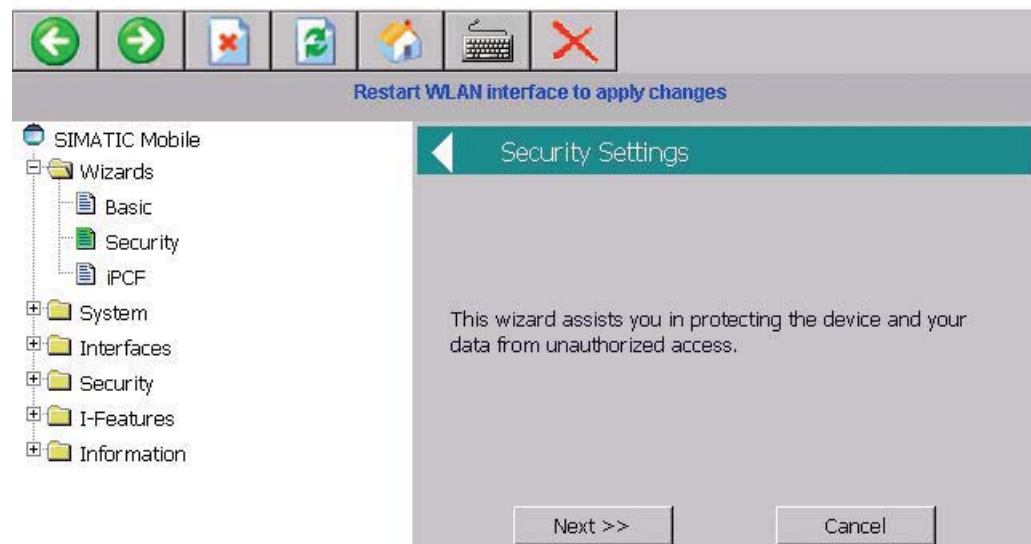 Restart WLAN interface to apply changes
SIMATIC Mobile
Wizards
Basic
Security
iPCF
System
Interfaces
Security
I-Features
Information
Security Settings
This wizard assists you in protecting the device and your
data from unauthorized access.
Next >>
Cancel